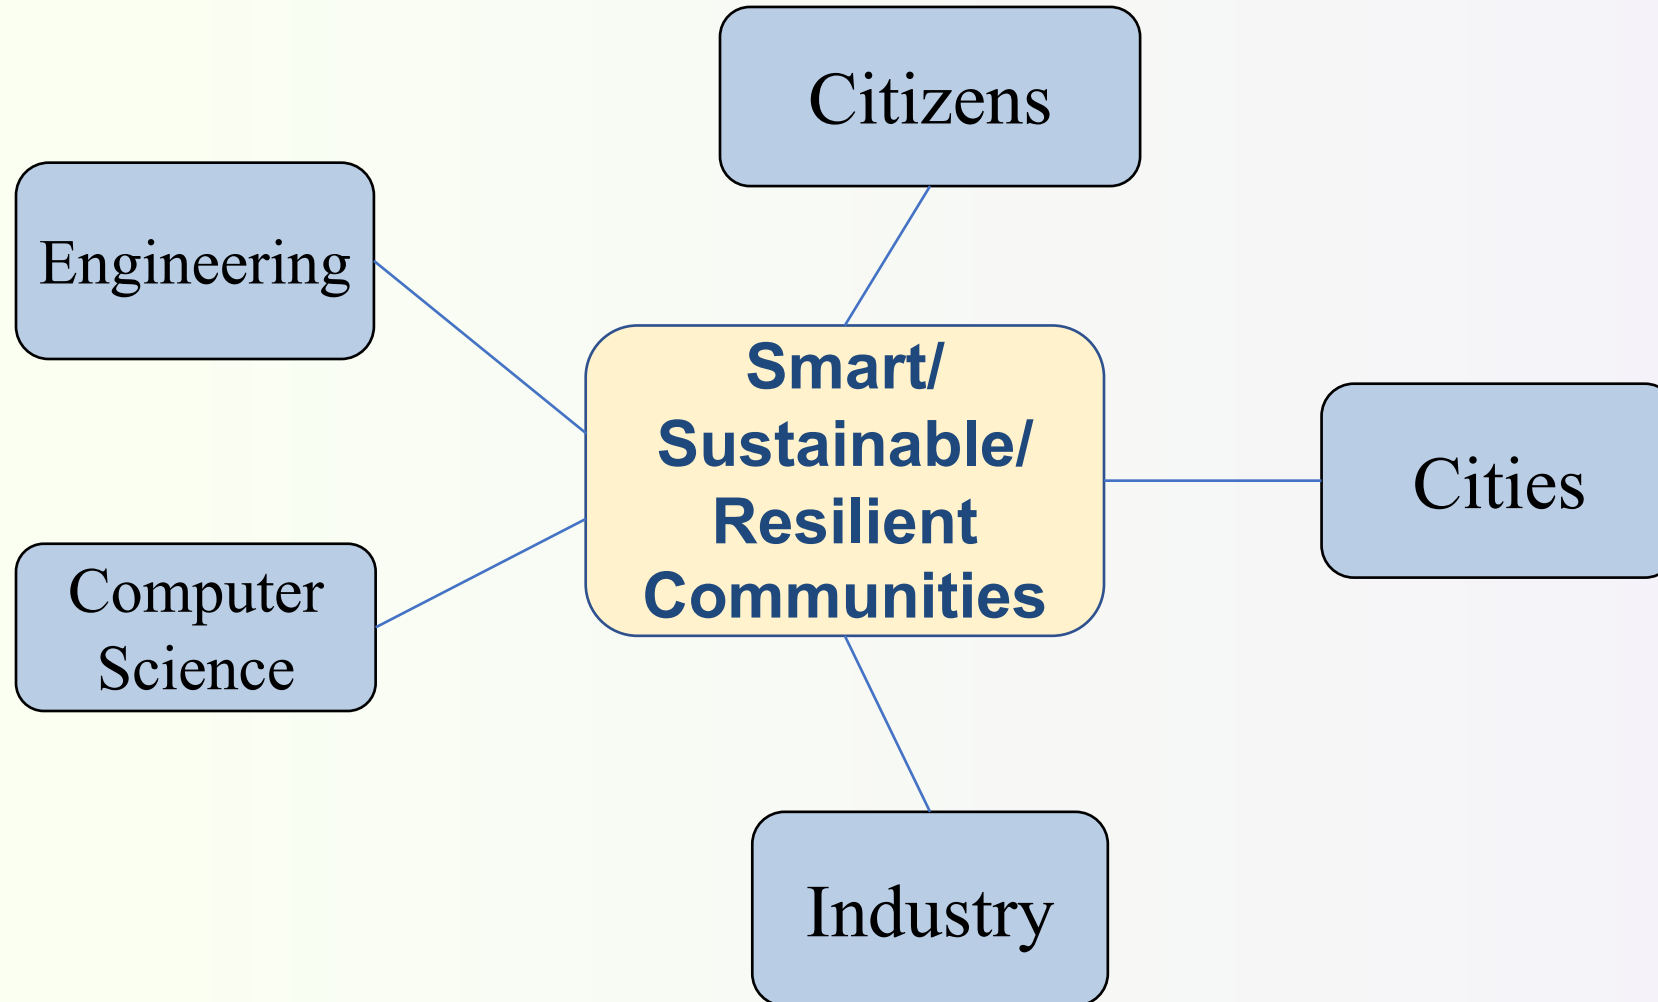 Citizens
Engineering
Smart/
Sustainable/
Resilient
Communities
Cities
Computer
Science
Industry